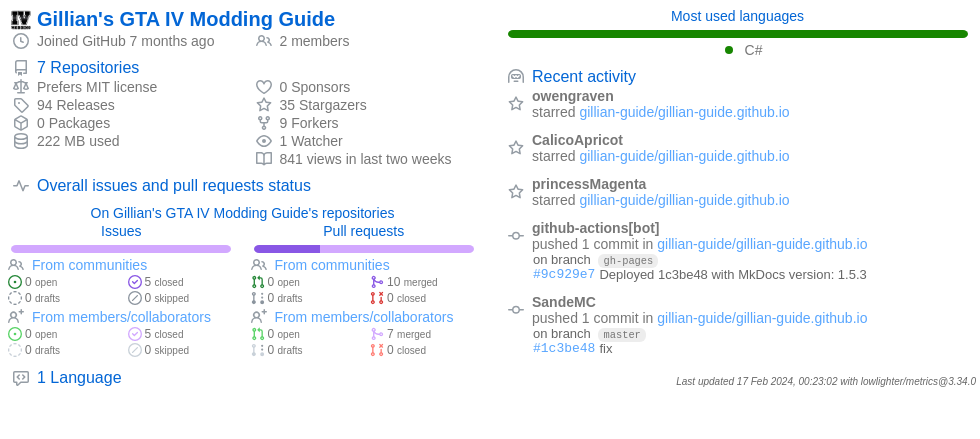 IV Gillian's GTA IV Modding Guide
Joined GitHub 7 months ago
2 members
7 Repositories
Prefers MIT license
94 Releases
0 Packages
222 MB used
0 Sponsors
35 Stargazers
9 Forkers
1 Watcher
841 views in last two weeks
Overall issues and pull requests status
On Gillian's GTA IV Modding Guide's repositories
Issues
From communities
0 open
5 closed
0 drafts
0 skipped
From members/collaborators
0 open
5 closed
0 drafts
0 skipped
Pull requests
From communities
0 open
10 merged
0 drafts
0 closed
From members/collaborators
0 open
7 merged
0 drafts
0 closed
1 Language
Most used languages
C#
Recent activity
owengraven
starred gillian-guide/gillian-guide.github.io
CalicoApricot
starred gillian-guide/gillian-guide.github.io
princessMagenta
starred gillian-guide/gillian-guide.github.io
github-actions[bot]
pushed 1 commit in gillian-guide/gillian-guide.github.io
on branch gh-pages
#9c929e7 Deployed 1c3be48 with MkDocs version: 1.5.3
SandeMC
pushed 1 commit in gillian-guide/gillian-guide.github.io
on branch master
#1c3be48 fix
Last updated 17 Feb 2024, 00:23:02 with lowlighter/metrics@3.34.0